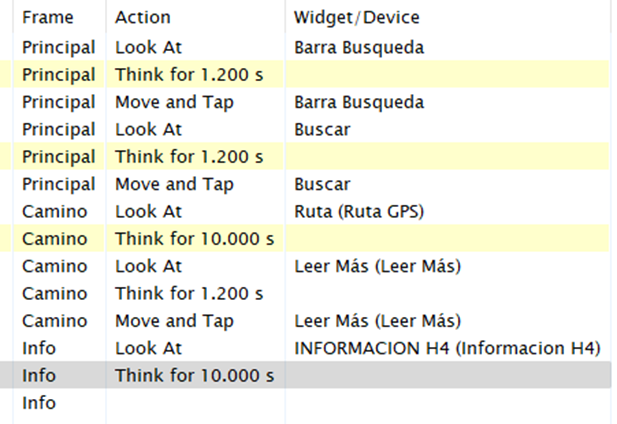 Frame Action Widget/Device
Principal Look At Barra Busqueda
Principal Think for 1.200 s
Principal Move and Tap Barra Busqueda
Principal Look At Buscar
Principal Think for 1.200 s
Principal Move and Tap Buscar
Camino Look At Ruta (Ruta GPS)
Camino Think for 10.000 s
Camino Look At Leer Más (Leer Más)
Camino Think for 1.200 s
Camino Move and Tap Leer Más (Leer Más)
Info Look At INFORMACION H4 (Informacion H4)
Info Think for 10.000 s
Info